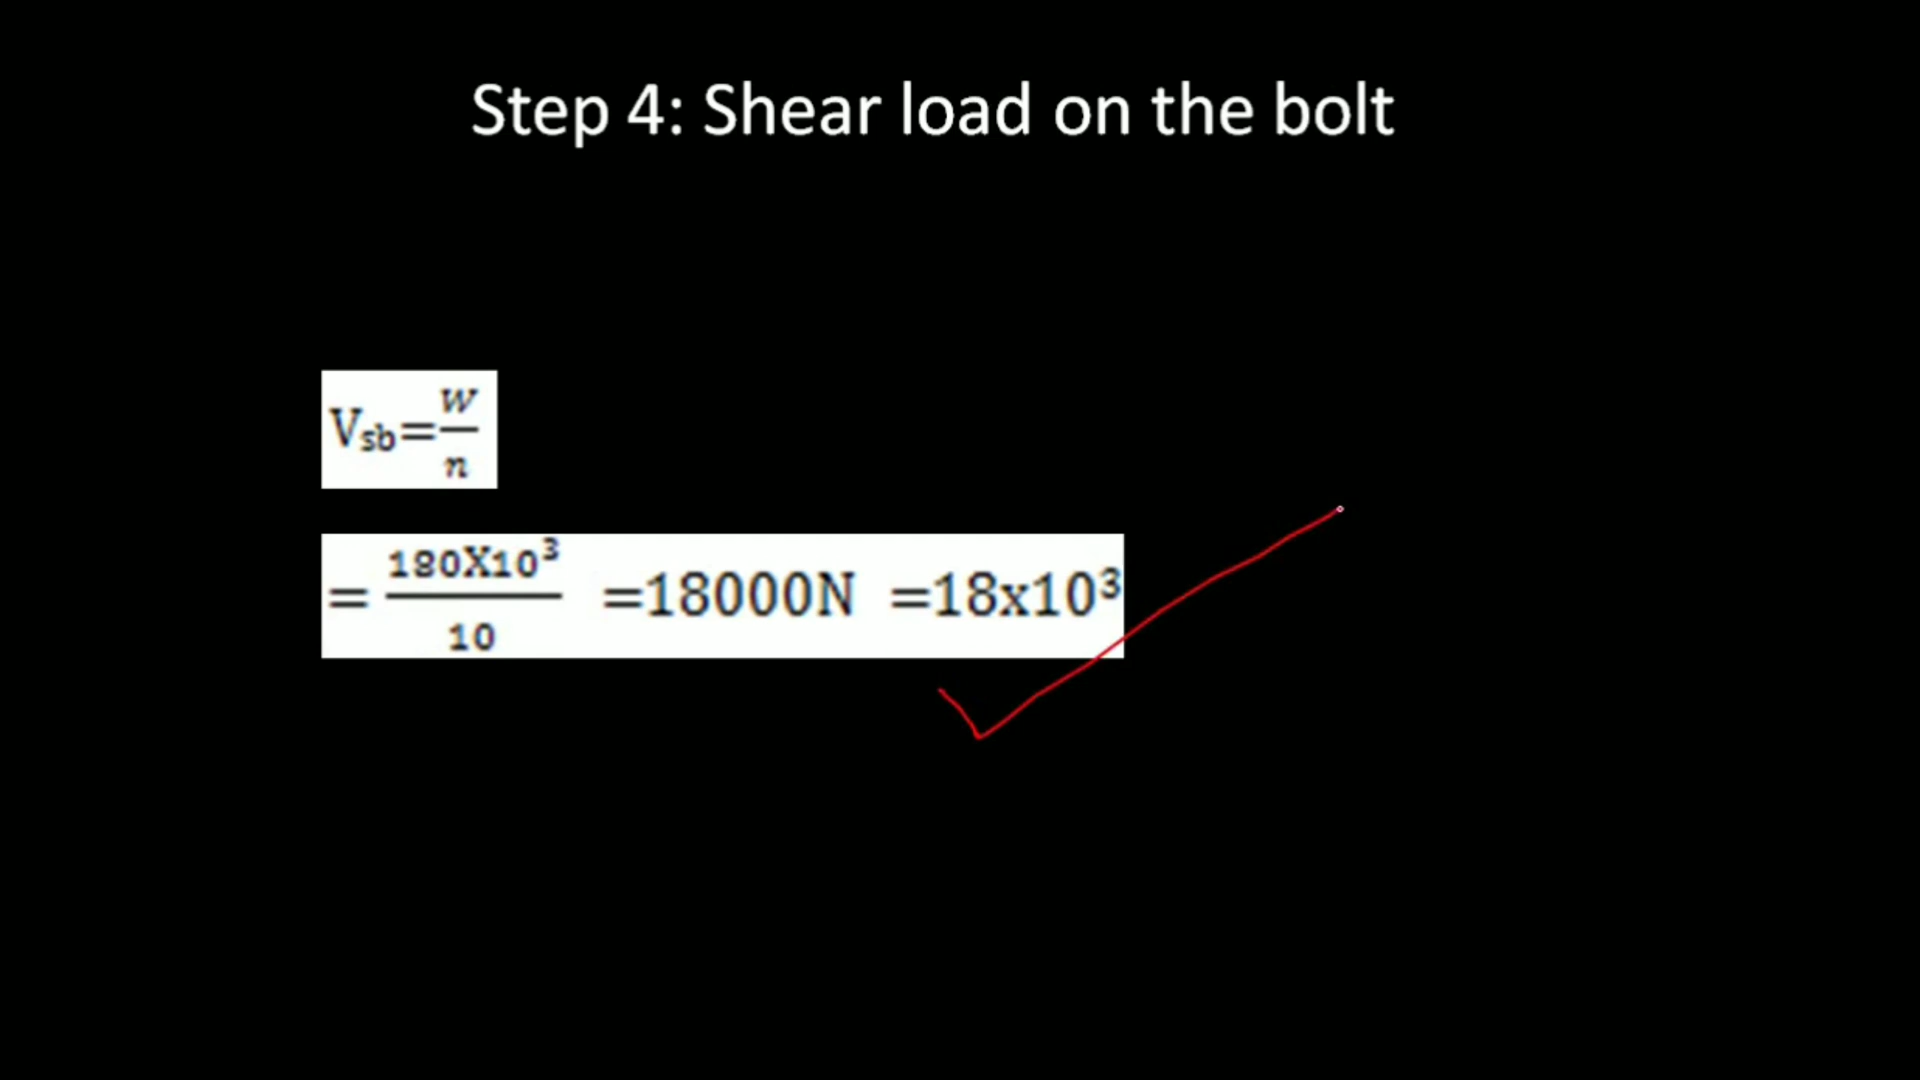 Step 4: Shear load on the bolt
Vsb=w/n
=180X10³/10 =18000N =18x10³